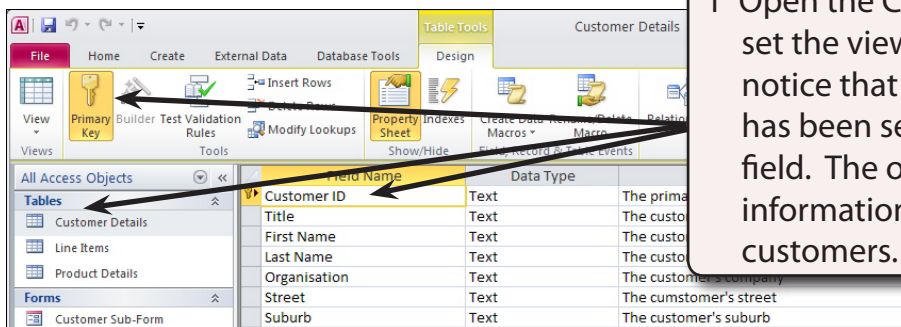 Table Tools
Customer Details
File Home Create External Data Database Tools Design
View Primary Key Builder Test Validation Rules Insert Rows Delete Rows Modify Lookups Property Sheet Indexes Create Data Macros Rename/Delete Macro
Views Tools Show/Hide Field, Record & Table Events
All Access Objects
Tables
Customer Details
Line Items
Product Details
Forms
Customer Sub-Form
Field Name Data Type
Customer ID Text The prima
Title Text The custo
First Name Text The custo
Last Name Text The custo
Organisation Text The customer's company
Street Text The cumstomer's street
Suburb Text The customer's suburb
1 Open the C
set the view
notice that
has been se
field. The o
information
customers.